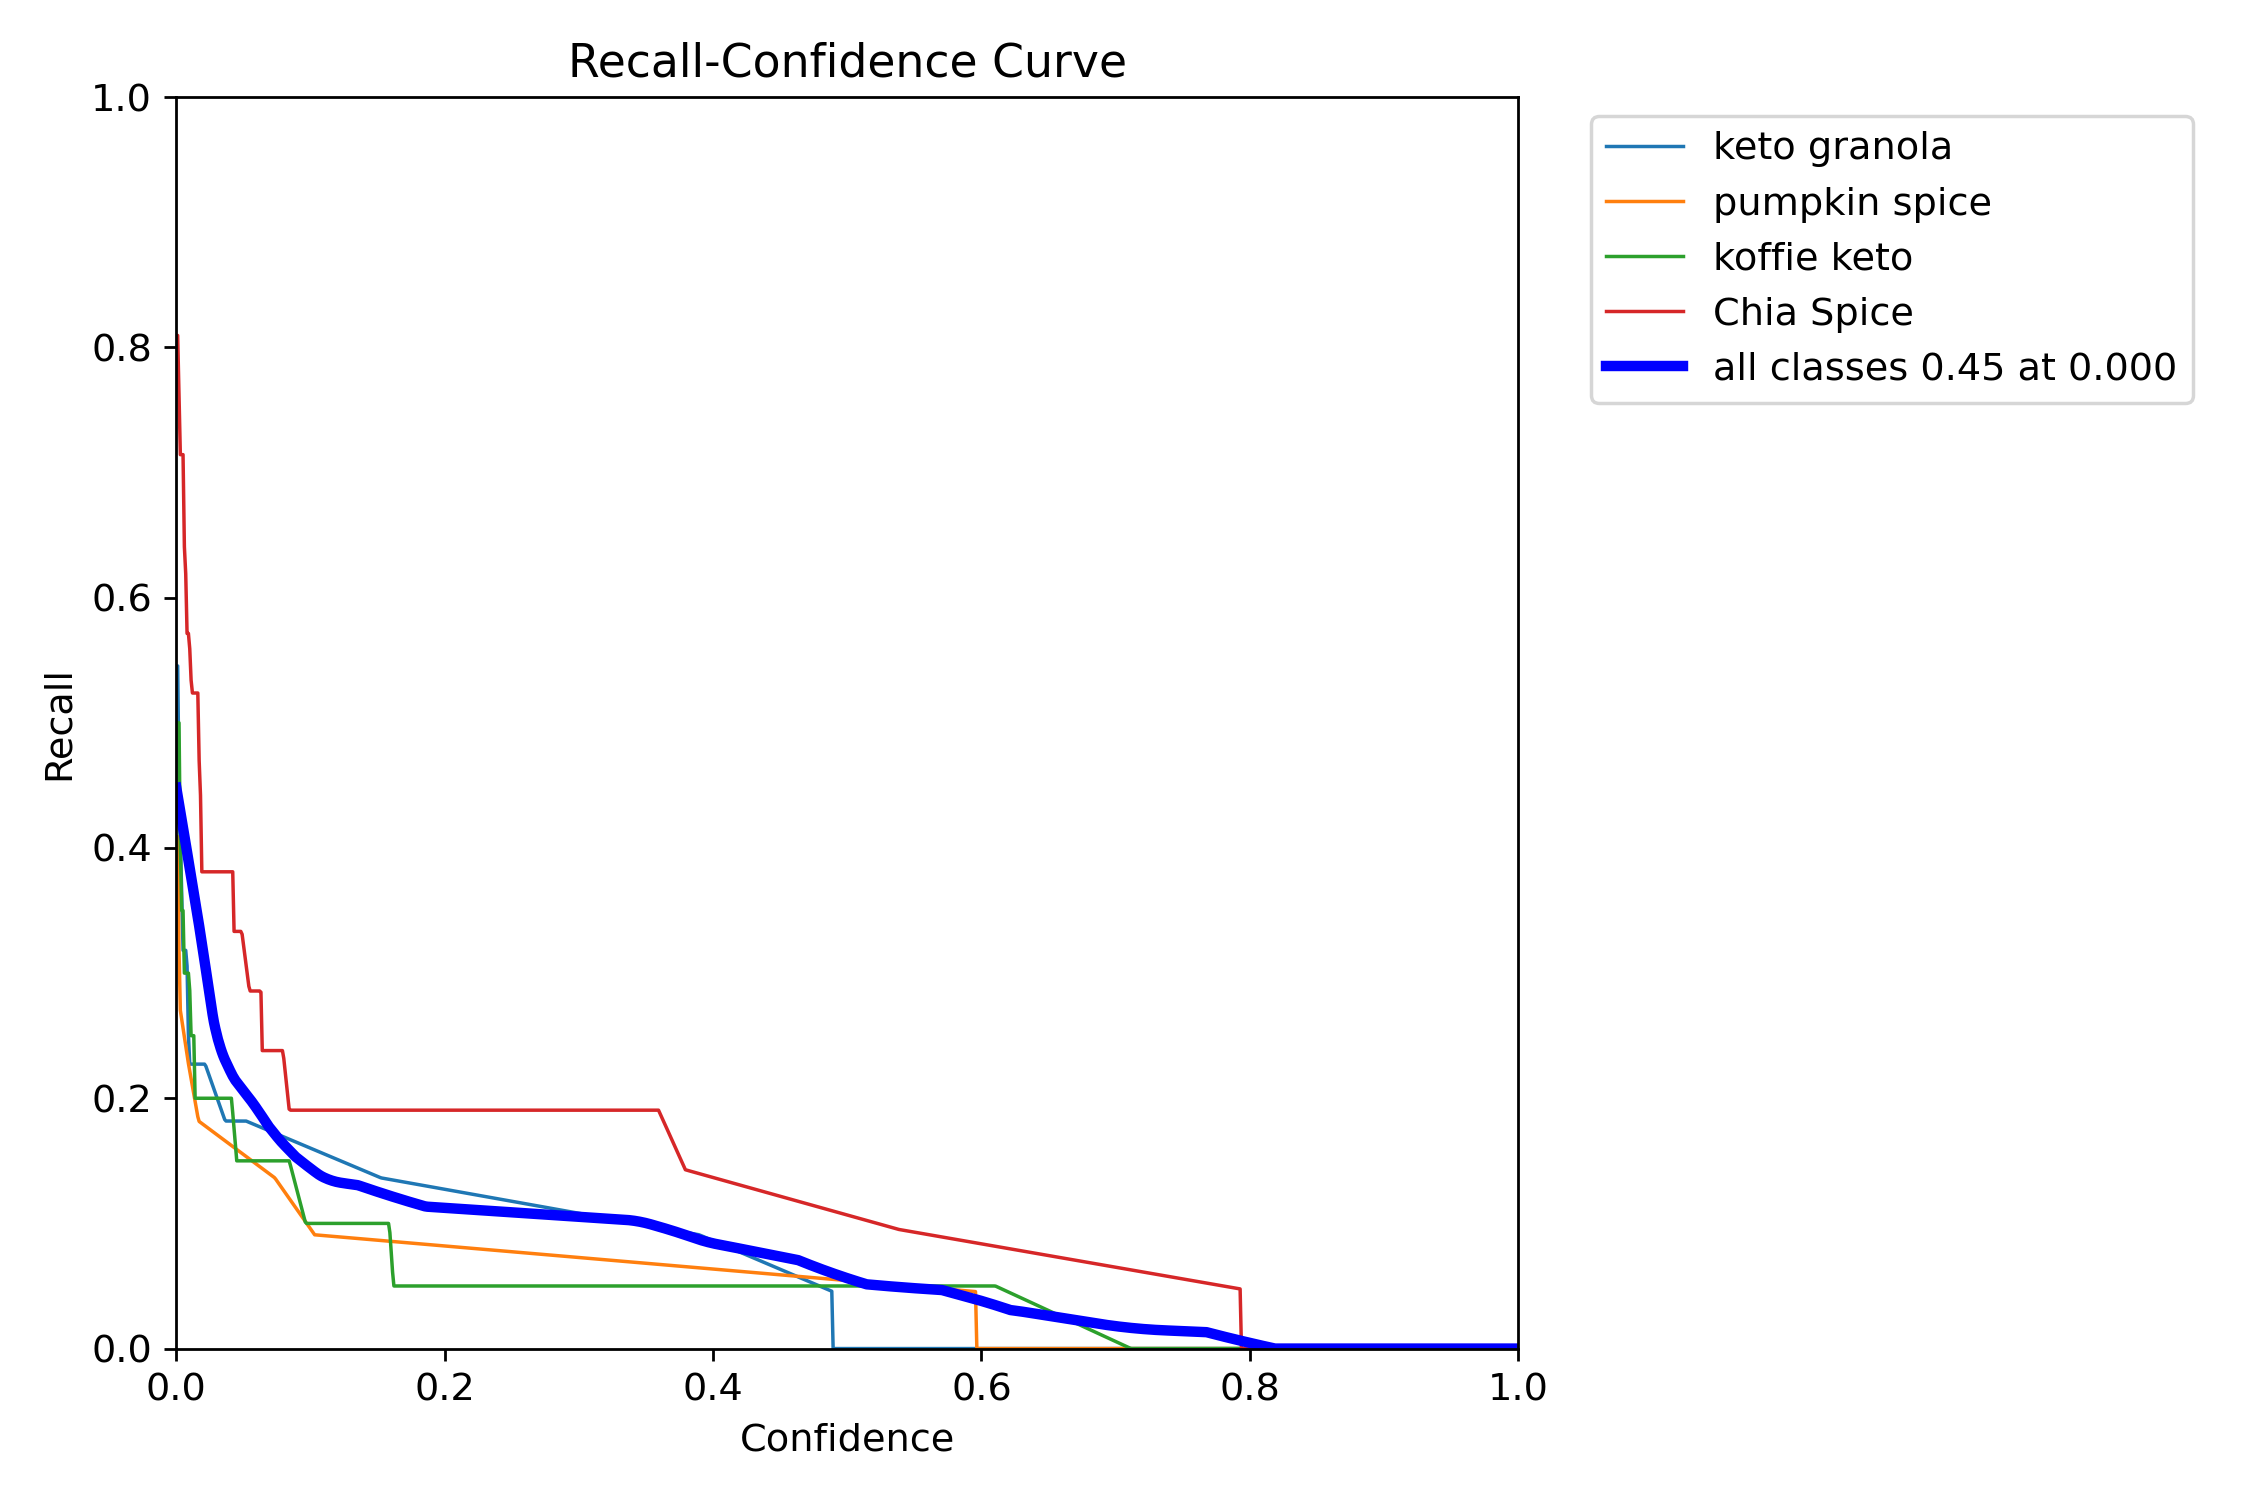 Recall-Confidence Curve
1.0
0.8
0.6
0.4
0.2
0.0
Recall
0.0 0.2 0.4 0.6 0.8 1.0
Confidence
keto granola
pumpkin spice
koffie keto
Chia Spice
all classes 0.45 at 0.000